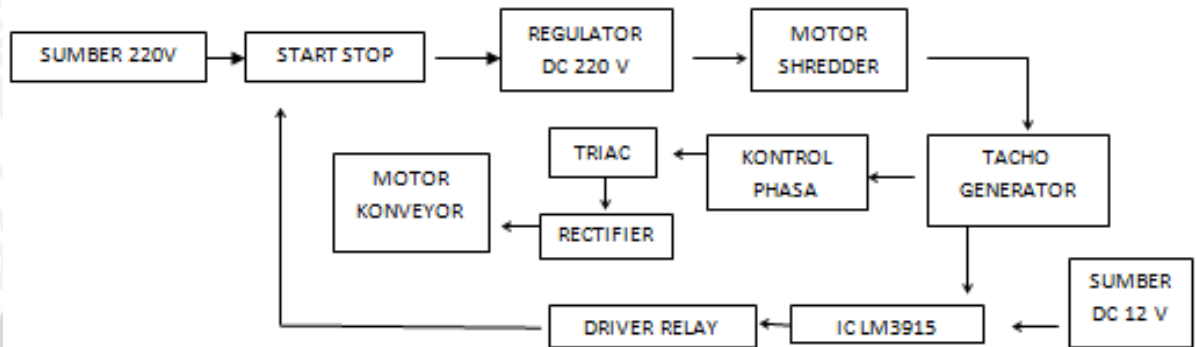 SUMBER 220V
START STOP
REGULATOR
DC 220 V
MOTOR
SHREDDER
TACHO
GENERATOR
KONTROL
PHASA
TRIAC
RECTIFIER
MOTOR
KONVEYOR
SUMBER
DC 12 V
IC LM3915
DRIVER RELAY